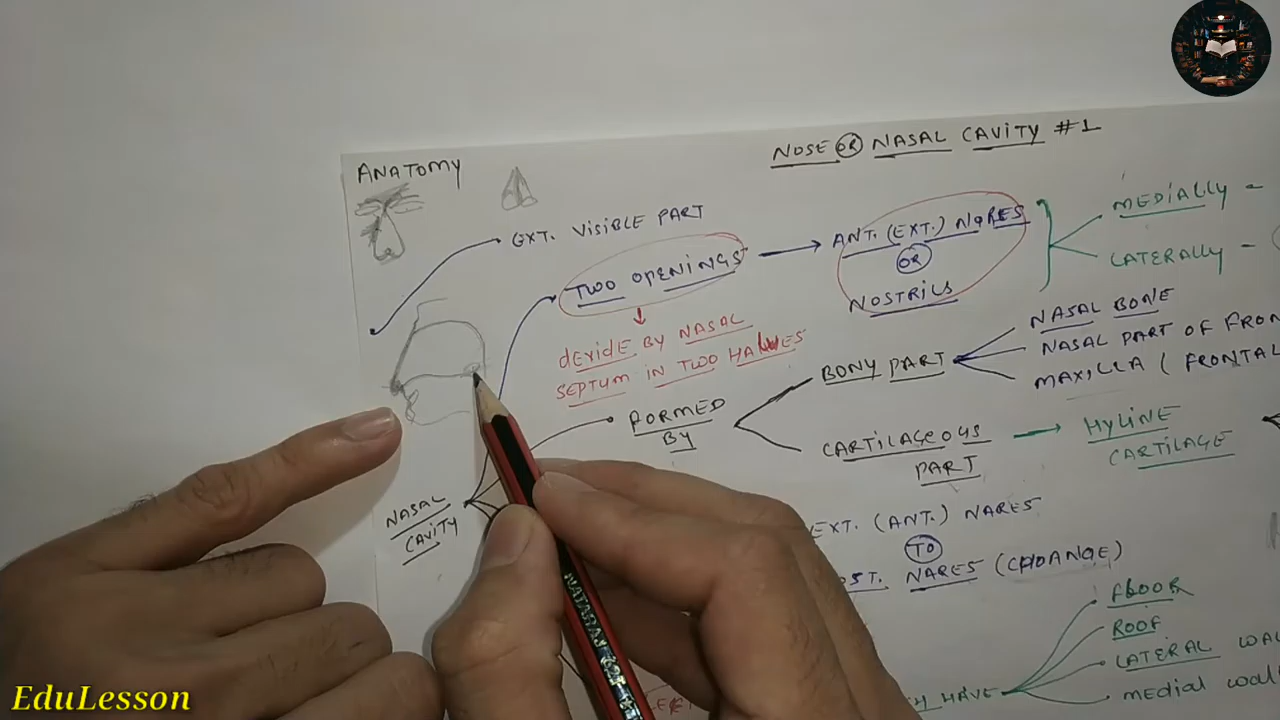 NOSE OR NASAL CAVITY #1
ANATOMY
EXT. VISIBLE PART
TWO OPENINGS
ANT. (EXT.) NARES
OR
NOSTRILS
MEDIALLY -
LATERALLY -
DEVIDE BY NASAL
SEPTUM IN TWO HALVES
FORMED
BY
BONY PART
NASAL BONE
NASAL PART OF FRON
MAXILLA ( FRONTAL
CARTILAGEOUS
PART
HYLINE
CARTILAGE
NASAL
CAVITY
EXT. (ANT.) NARES
TO
NARES (CHOANGE)
HAVE
FLOOR
ROOF
LATERAL WAL
MEDIAL WALL
NATARAJ
EduLesson